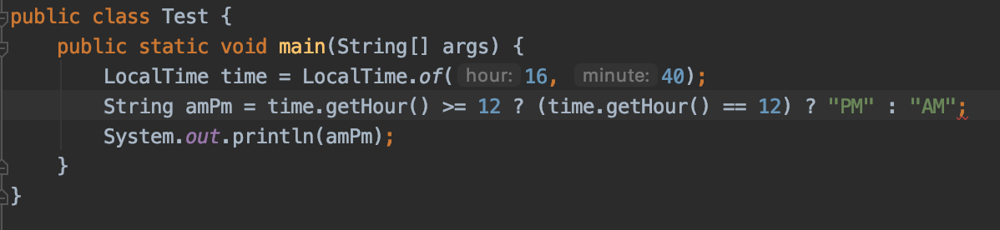 public class Test {
public static void main(String[] args) {
LocalTime time = LocalTime.of( hour: 16, minute: 40);
String amPm = time.getHour() >= 12 ? (time.getHour() == 12) ? "PM" : "AM";
System.out.println(amPm);
}
}